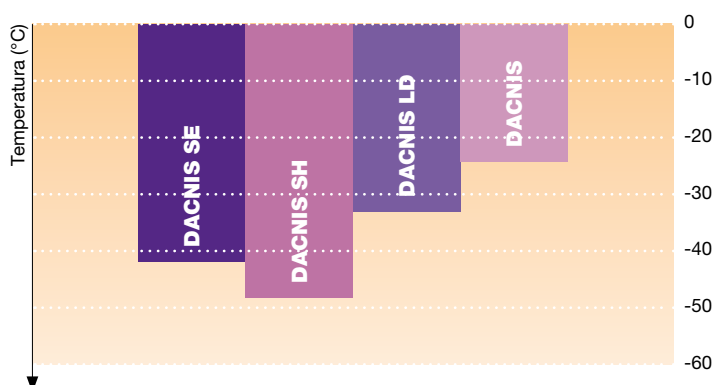 Temperatura (°C)
DACNIS SE
DACNIS SH
DACNIS LD
DACNIS
0
-10
-20
-30
-40
-50
-60